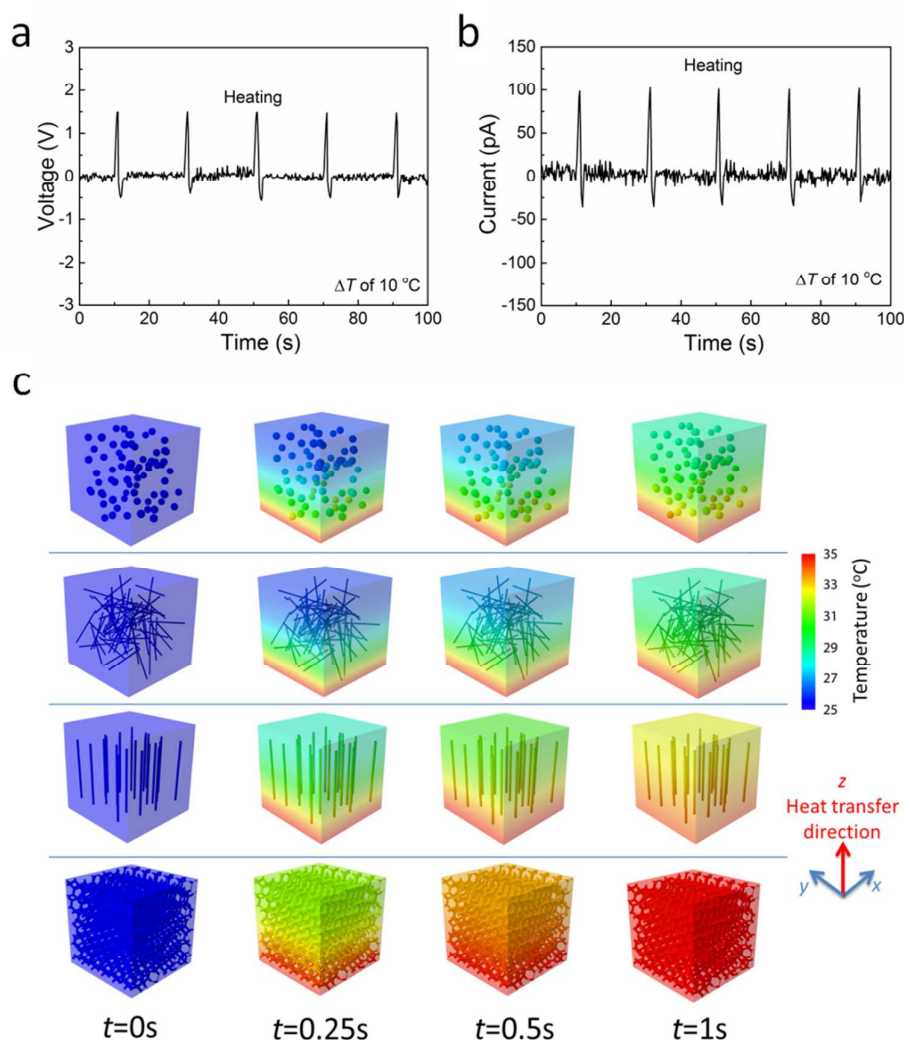 a
3
2
1
0
-1
-2
-3
Voltage (V)
Heating
ΔT of 10 °C
0 20 40 60 80 100
Time (s)
b
150
100
50
0
-50
-100
-150
Current (pA)
Heating
ΔT of 10 °C
0 20 40 60 80 100
Time (s)
c
35
33
31
29
27
25
Temperature (°C)
z
Heat transfer
direction
y x
t=0s t=0.25s t=0.5s t=1s